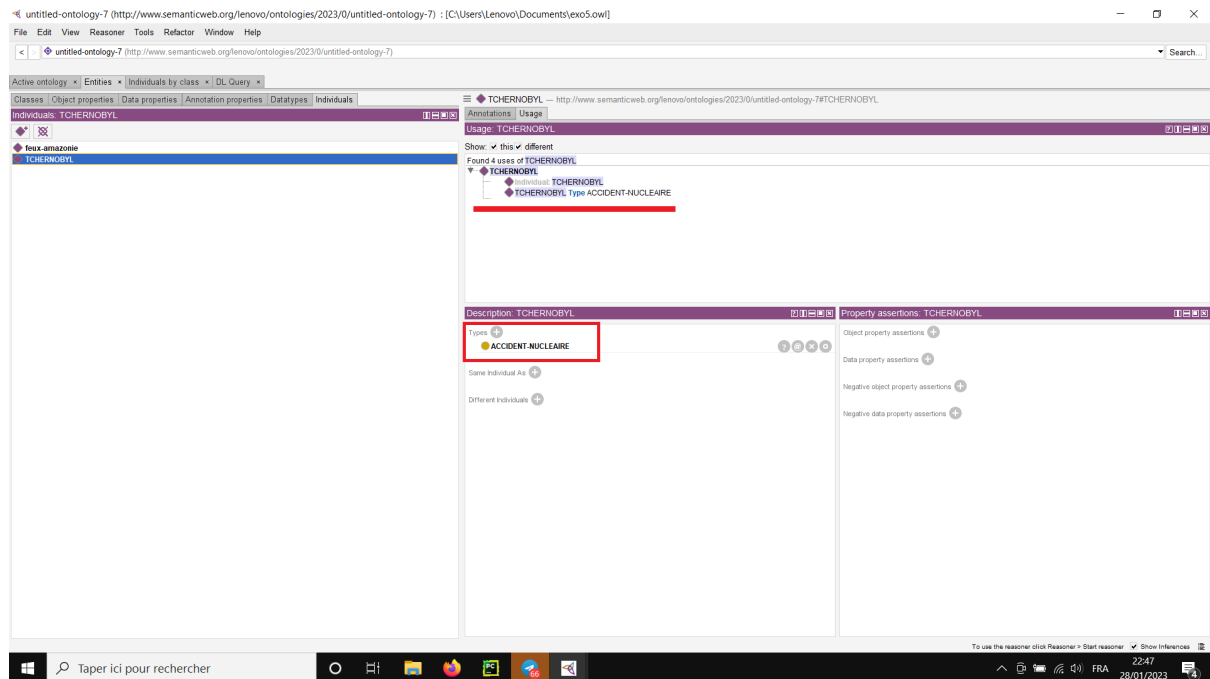 untitled-ontology-7 (http://www.semanticweb.org/lenovo/ontologies/2023/0/untitled-ontology-7) : [C:\Users\Lenovo\Documents\exo5.owl]
File Edit View Reasoner Tools Refactor Window Help
< > untitled-ontology-7 (http://www.semanticweb.org/lenovo/ontologies/2023/0/untitled-ontology-7) Search...
Active ontology × Entities × Individuals by class × DL Query ×
Classes Object properties Data properties Annotation properties Datatypes Individuals
TCHERNOBYL — http://www.semanticweb.org/lenovo/ontologies/2023/0/untitled-ontology-7#TCHERNOBYL
Individuals: TCHERNOBYL
Annotations Usage
Usage: TCHERNOBYL
Show: this different
feux-amazonie
TCHERNOBYL
Found 4 uses of TCHERNOBYL
TCHERNOBYL
Individual: TCHERNOBYL
TCHERNOBYL Type ACCIDENT-NUCLEAIRE
Description: TCHERNOBYL
Types
ACCIDENT-NUCLEAIRE
Same Individual As
Different Individuals
Property assertions: TCHERNOBYL
Object property assertions
Data property assertions
Negative object property assertions
Negative data property assertions
To use the reasoner click Reasoner > Start reasoner Show Inferences
Taper ici pour rechercher
PC
66
FRA
22:47
28/01/2023
4